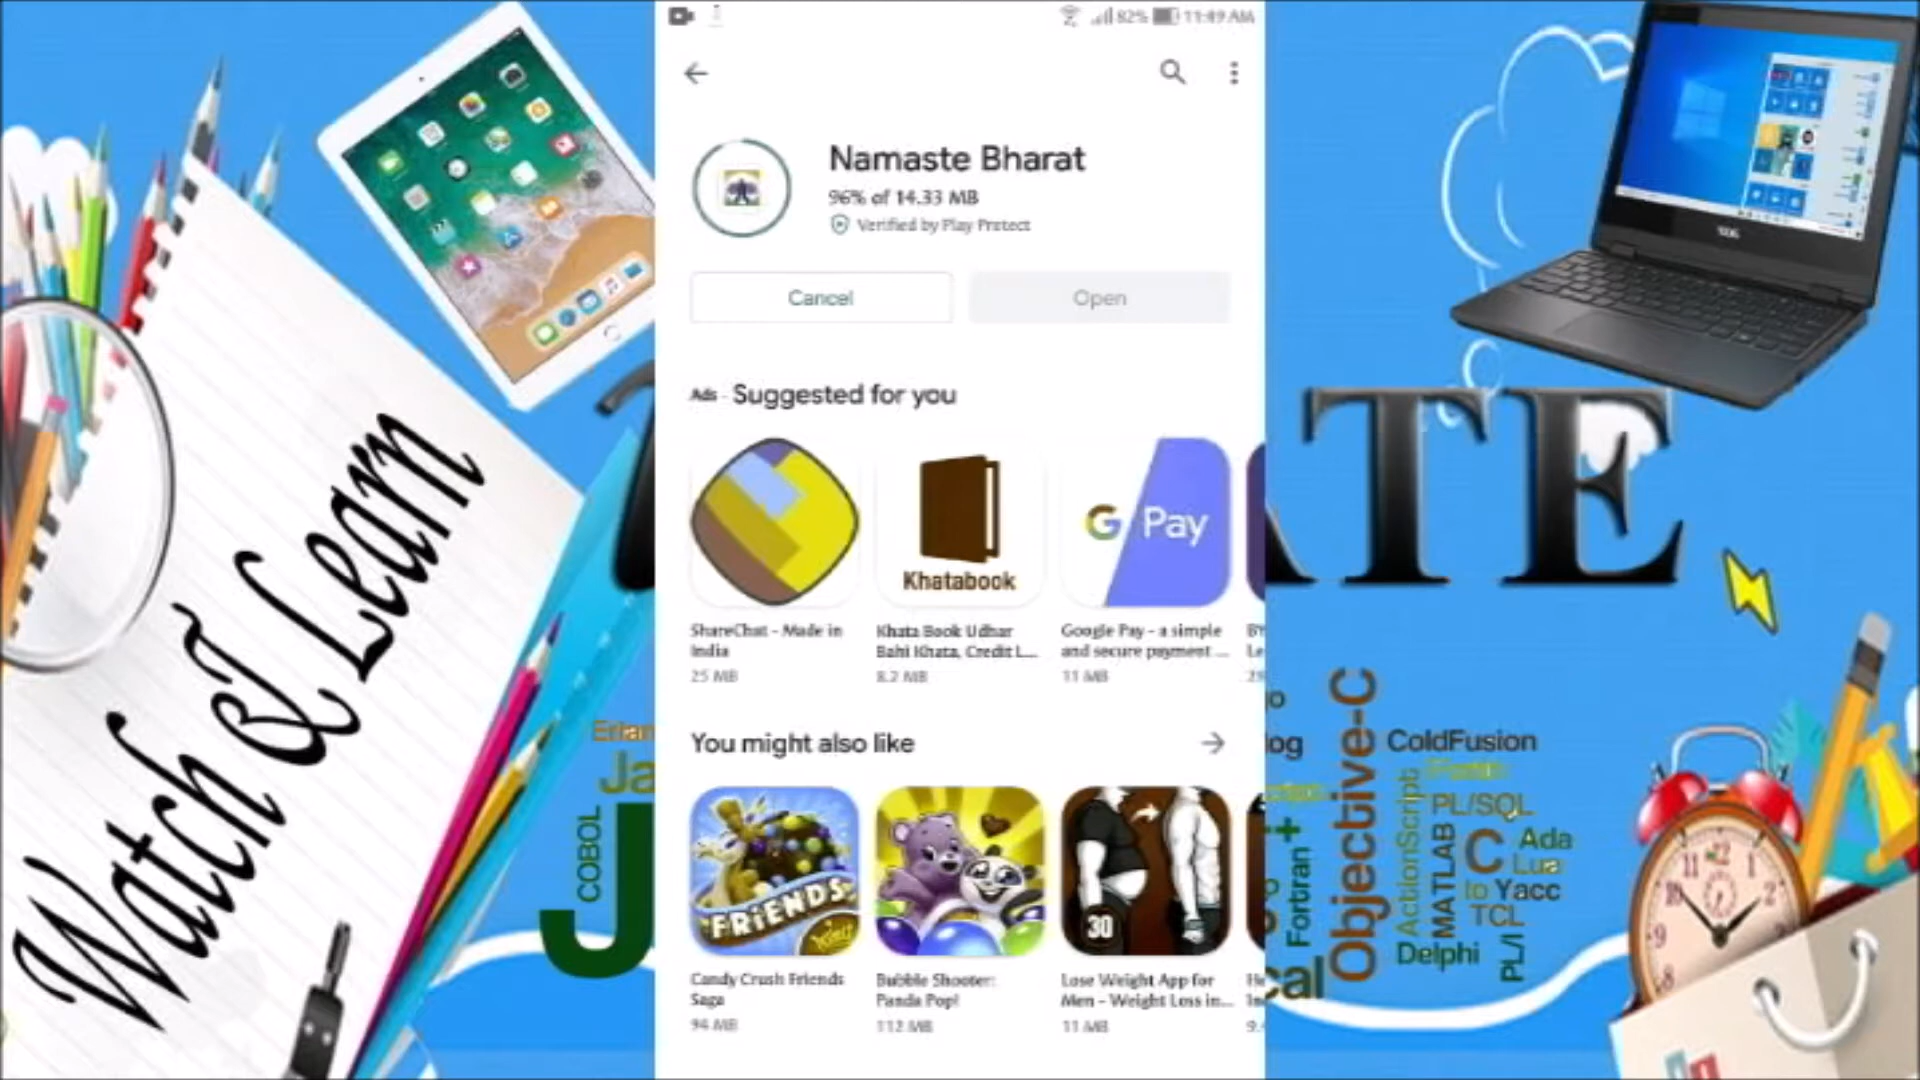 82% 11:49 AM
Namaste Bharat
96% of 14.33 MB
Verified by Play Protect
Cancel
Open
Ads · Suggested for you
G Pay
Khatabook
ShareChat - Made in India
25 MB
Khata Book Udhar Bahi Khata, Credit L...
8.2 MB
Google Pay - a simple and secure payment ...
11 MB
You might also like
FRIENDS
King
30
Candy Crush Friends Saga
94 MB
Bubble Shooter: Panda Pop!
112 MB
Lose Weight App for Men - Weight Loss in...
11 MB
Watch & Learn
ATE
COBOL
Objective-C
ColdFusion
ActionScript
PL/SQL
MATLAB
C
Ada
Lua
Io
Yacc
TCL
Delphi
PL/I
Fortran